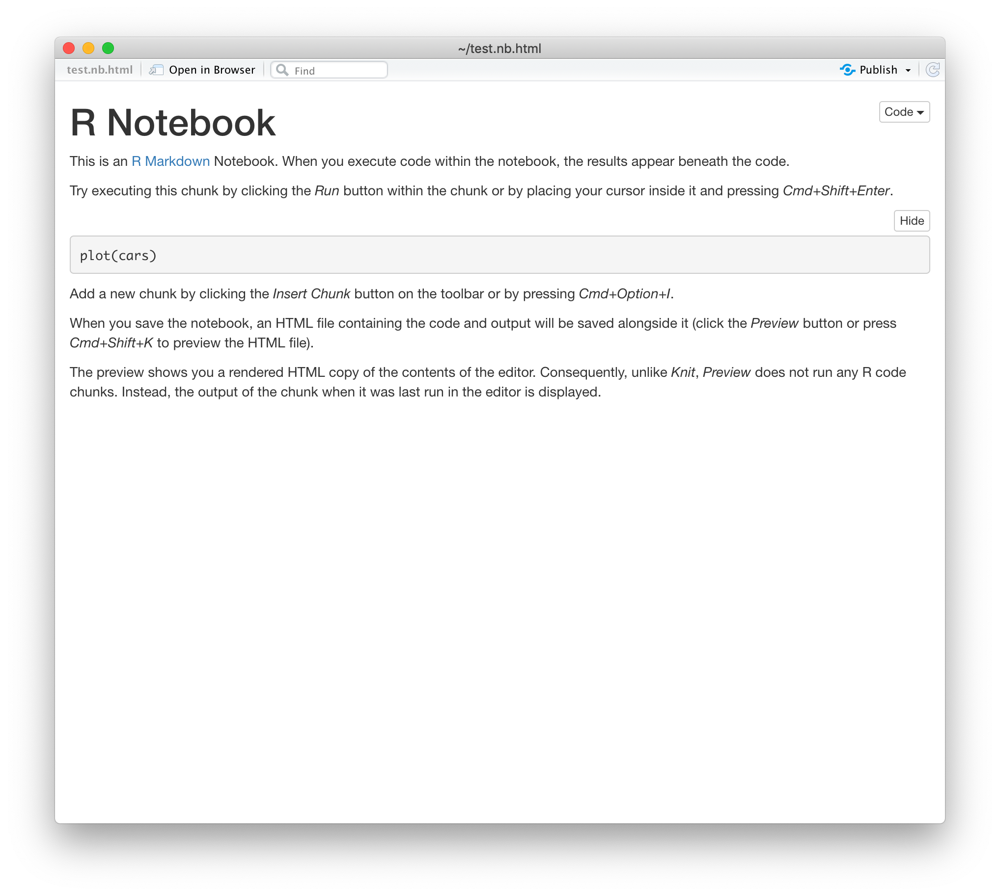 ~/test.nb.html
test.nb.html Open in Browser Find Publish
R Notebook
Code
This is an R Markdown Notebook. When you execute code within the notebook, the results appear beneath the code.
Try executing this chunk by clicking the Run button within the chunk or by placing your cursor inside it and pressing Cmd+Shift+Enter.
Hide
plot(cars)
Add a new chunk by clicking the Insert Chunk button on the toolbar or by pressing Cmd+Option+I.
When you save the notebook, an HTML file containing the code and output will be saved alongside it (click the Preview button or press
Cmd+Shift+K to preview the HTML file).
The preview shows you a rendered HTML copy of the contents of the editor. Consequently, unlike Knit, Preview does not run any R code
chunks. Instead, the output of the chunk when it was last run in the editor is displayed.